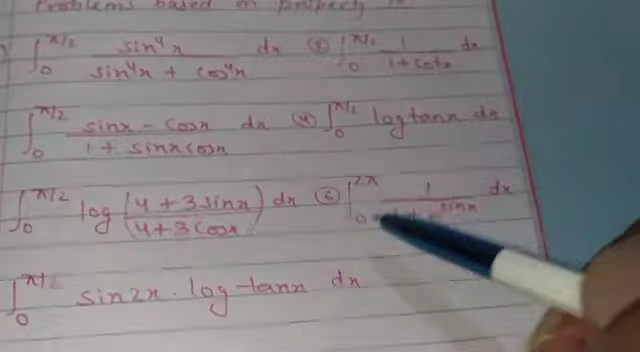 Problems based on property
) ∫₀^π/2 sin⁴x / (sin⁴x + cos⁴x) dx (2) ∫₀^π/2 1 / (1 + cotx) dx
∫₀^π/2 (sinx - cosx) / (1 + sinxcosx) dx (4) ∫₀^π/2 logtanx dx
∫₀^π/2 log (4 + 3sinx) / (4 + 3cosx) dx (6) ∫₀^2π 1 / sinx dx
∫₀^π/2 sin2x · log tanx dx